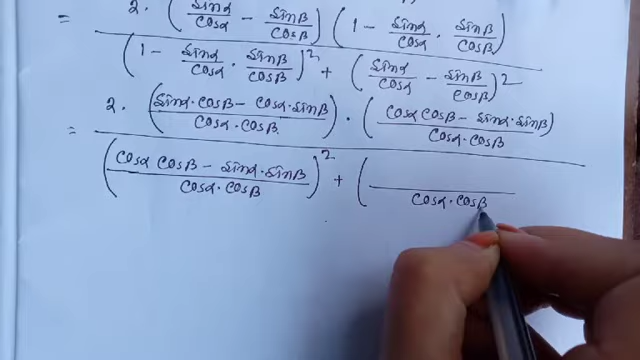 = 2. (sinα/cosα − sinβ/cosβ) (1 − sinα/cosα · sinβ/cosβ)
(1 − sinα/cosα · sinβ/cosβ)² + (sinα/cosα − sinβ/cosβ)²
= 2. (sinα·cosβ − cosα·sinβ / cosα·cosβ) · (cosα cosβ − sinα·sinβ / cosα·cosβ)
(cosα cosβ − sinα·sinβ / cosα·cosβ)² + ( / cosα·cosβ